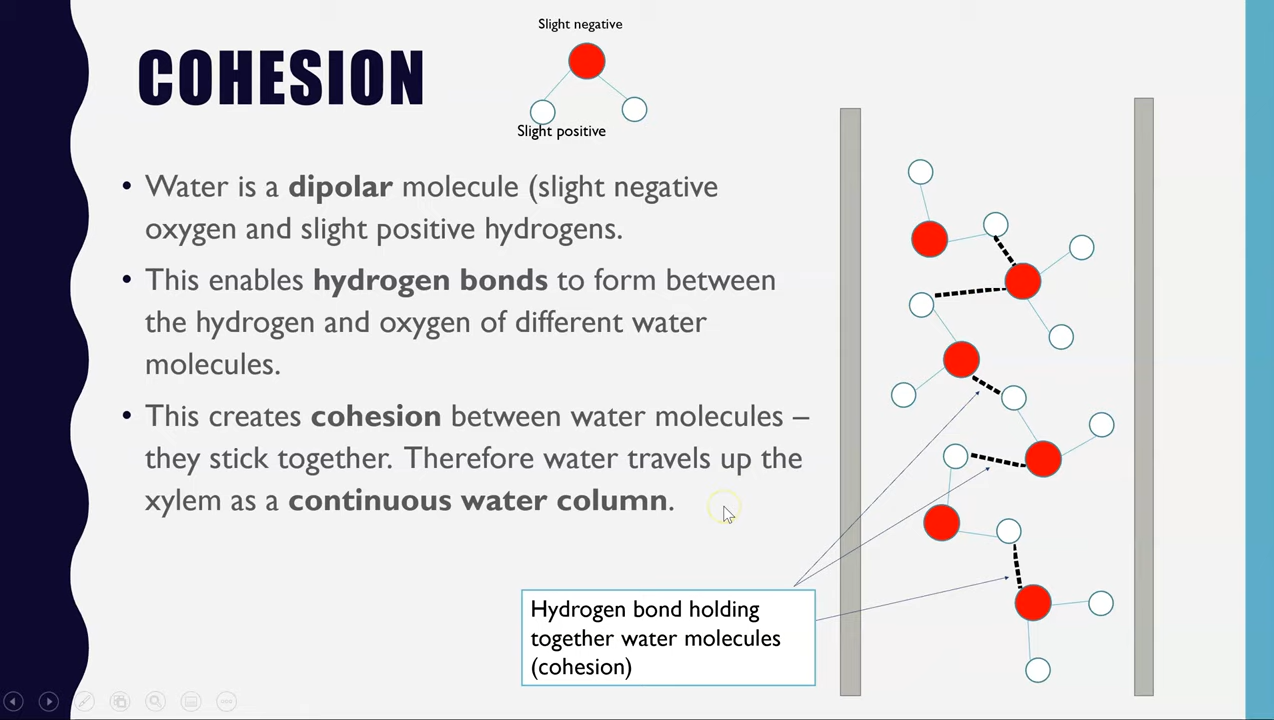 Slight negative
COHESION
Slight positive
• Water is a dipolar molecule (slight negative
oxygen and slight positive hydrogens.
• This enables hydrogen bonds to form between
the hydrogen and oxygen of different water
molecules.
• This creates cohesion between water molecules –
they stick together. Therefore water travels up the
xylem as a continuous water column.
Hydrogen bond holding
together water molecules
(cohesion)